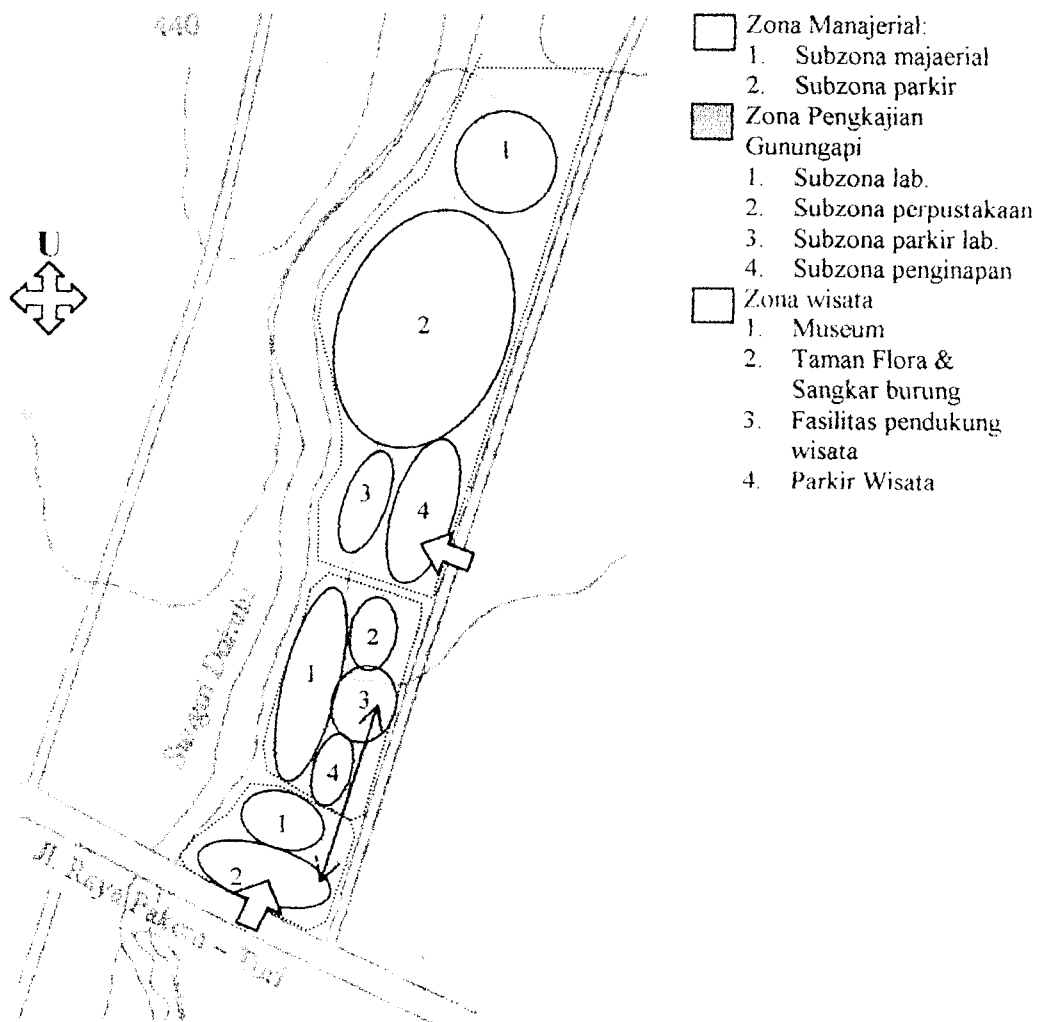 440
U
1
2
3
4
1
2
3
4
1
2
Sungai
Jl. Raya Pakem – Turi
Zona Manajerial:
1. Subzona majaerial
2. Subzona parkir
Zona Pengkajian
Gunungapi
1. Subzona lab.
2. Subzona perpustakaan
3. Subzona parkir lab.
4. Subzona penginapan
Zona wisata
1. Museum
2. Taman Flora &
Sangkar burung
3. Fasilitas pendukung
wisata
4. Parkir Wisata